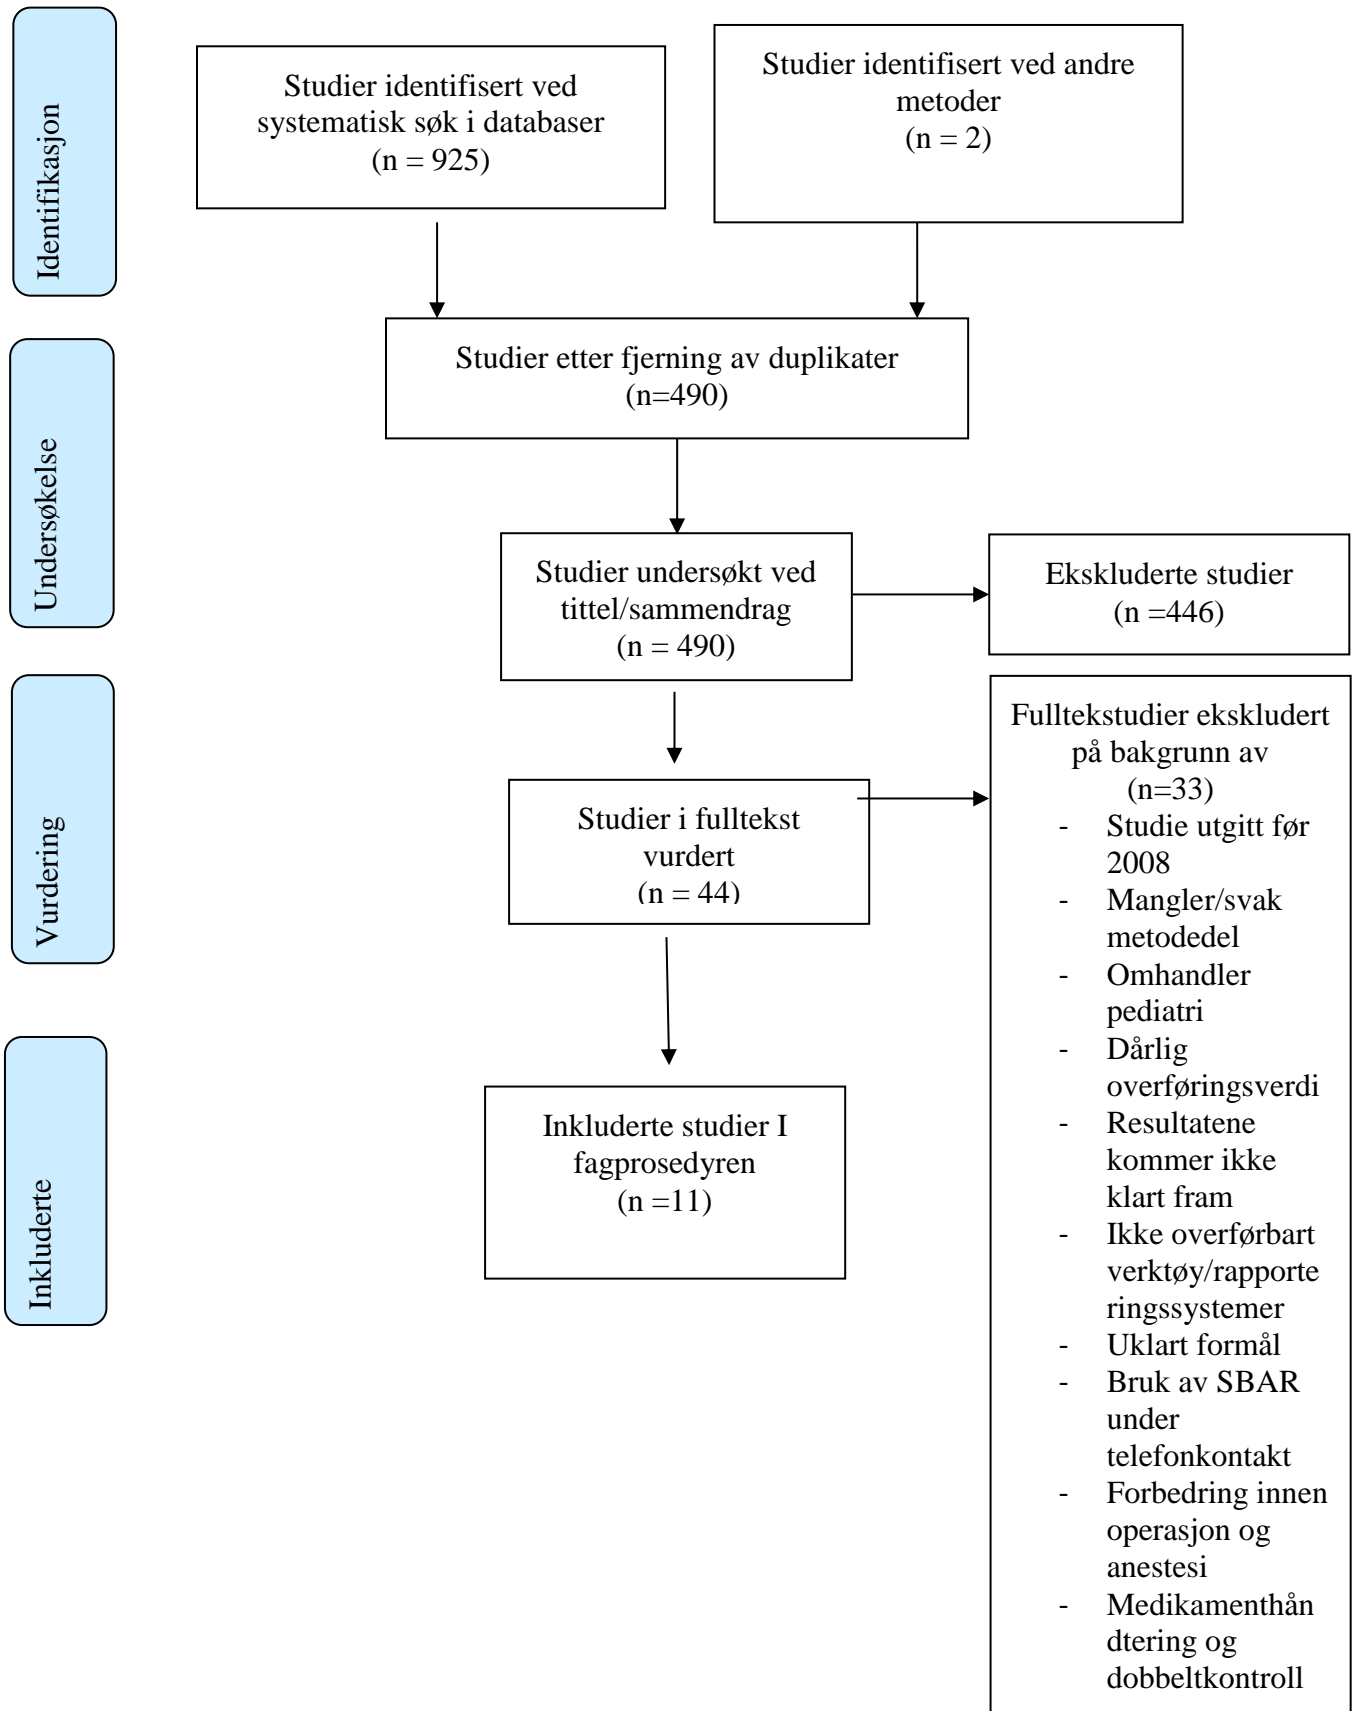 Identifikasjon
Studier identifisert ved
systematisk søk i databaser
(n = 925)
Studier identifisert ved andre
metoder
(n = 2)
Undersøkelse
Studier etter fjerning av duplikater
(n=490)
Studier undersøkt ved
tittel/sammendrag
(n = 490)
Ekskluderte studier
(n =446)
Vurdering
Studier i fulltekst
vurdert
(n = 44)
Fulltekstudier ekskludert
på bakgrunn av
(n=33)
- Studie utgitt før
2008
- Mangler/svak
metodedel
- Omhandler
pediatri
- Dårlig
overføringsverdi
- Resultatene
kommer ikke
klart fram
- Ikke overførbart
verktøy/rapporte
ringssystemer
- Uklart formål
- Bruk av SBAR
under
telefonkontakt
- Forbedring innen
operasjon og
anestesi
- Medikamenthån
dtering og
dobbeltkontroll
Inkluderte
Inkluderte studier I
fagprosedyren
(n =11)